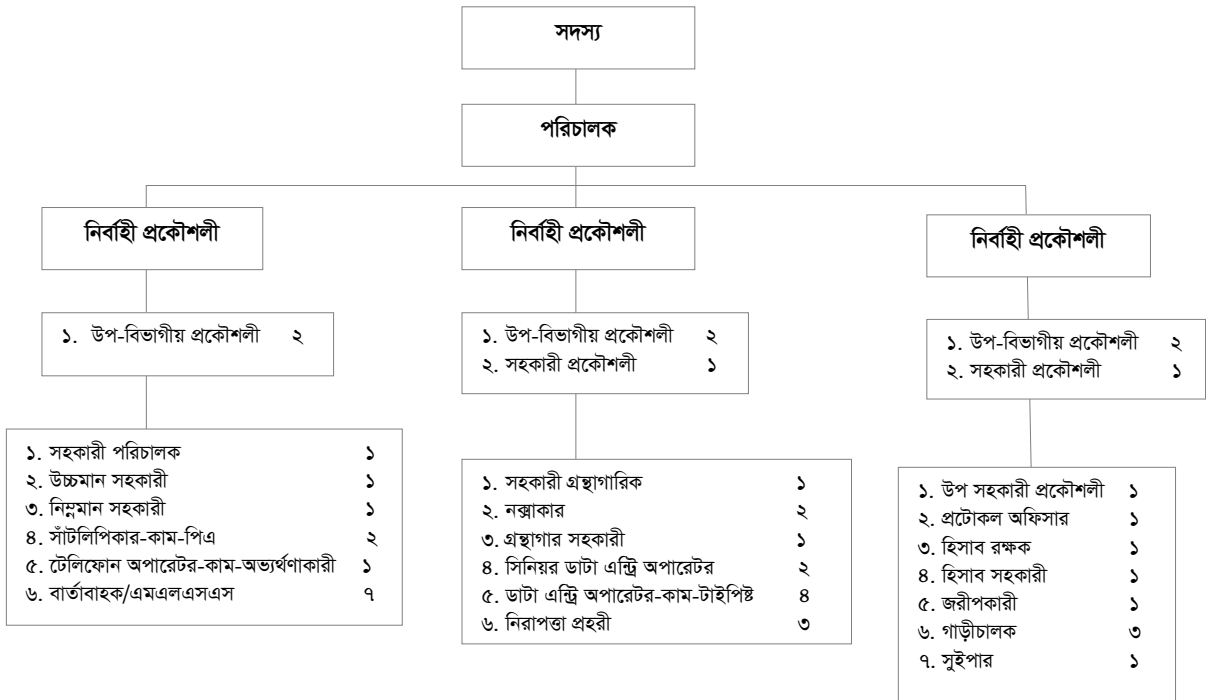 সদস্য
পরিচালক
নির্বাহী প্রকৌশলী
১. উপ-বিভাগীয় প্রকৌশলী ২
১. সহকারী পরিচালক ১
২. উচ্চমান সহকারী ১
৩. নিম্নমান সহকারী ১
৪. সাঁটলিপিকার-কাম-পিএ ২
৫. টেলিফোন অপারেটর-কাম-অভ্যর্থণাকারী ১
৬. বার্তাবাহক/এমএলএসএস ৭
নির্বাহী প্রকৌশলী
১. উপ-বিভাগীয় প্রকৌশলী ২
২. সহকারী প্রকৌশলী ১
১. সহকারী গ্রন্থাগারিক ১
২. নক্সাকার ২
৩. গ্রন্থাগার সহকারী ১
৪. সিনিয়র ডাটা এন্ট্রি অপারেটর ২
৫. ডাটা এন্ট্রি অপারেটর-কাম-টাইপিষ্ট ৪
৬. নিরাপত্তা প্রহরী ৩
নির্বাহী প্রকৌশলী
১. উপ-বিভাগীয় প্রকৌশলী ২
২. সহকারী প্রকৌশলী ১
১. উপ সহকারী প্রকৌশলী ১
২. প্রটোকল অফিসার ১
৩. হিসাব রক্ষক ১
৪. হিসাব সহকারী ১
৫. জরীপকারী ১
৬. গাড়ীচালক ৩
৭. সুইপার ১